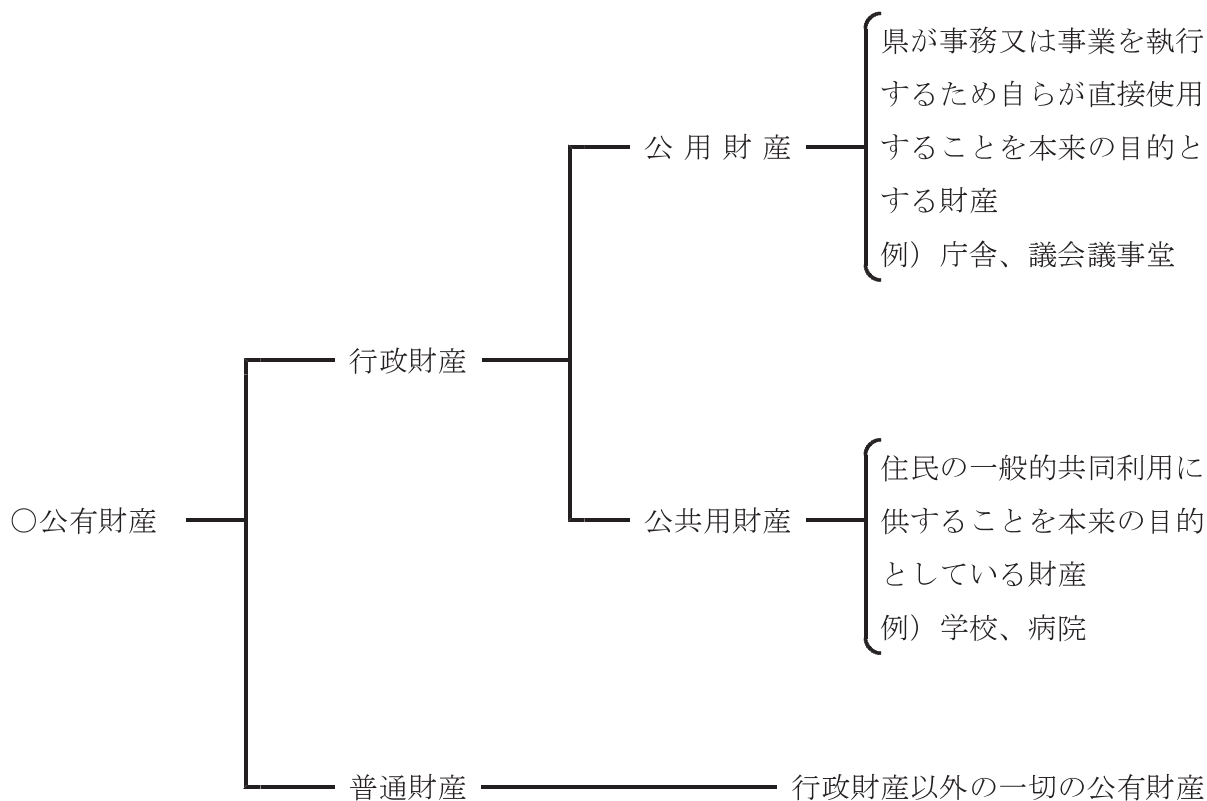 県が事務又は事業を執行
するため自らが直接使用
公用財産
することを本来の目的と
する財産
例）庁舎、議会議事堂
行政財産
住民の一般的共同利用に
〇公有財産
公共用財産
供することを本来の目的
としている財産
例）学校、病院
普通財産
行政財産以外の一切の公有財産